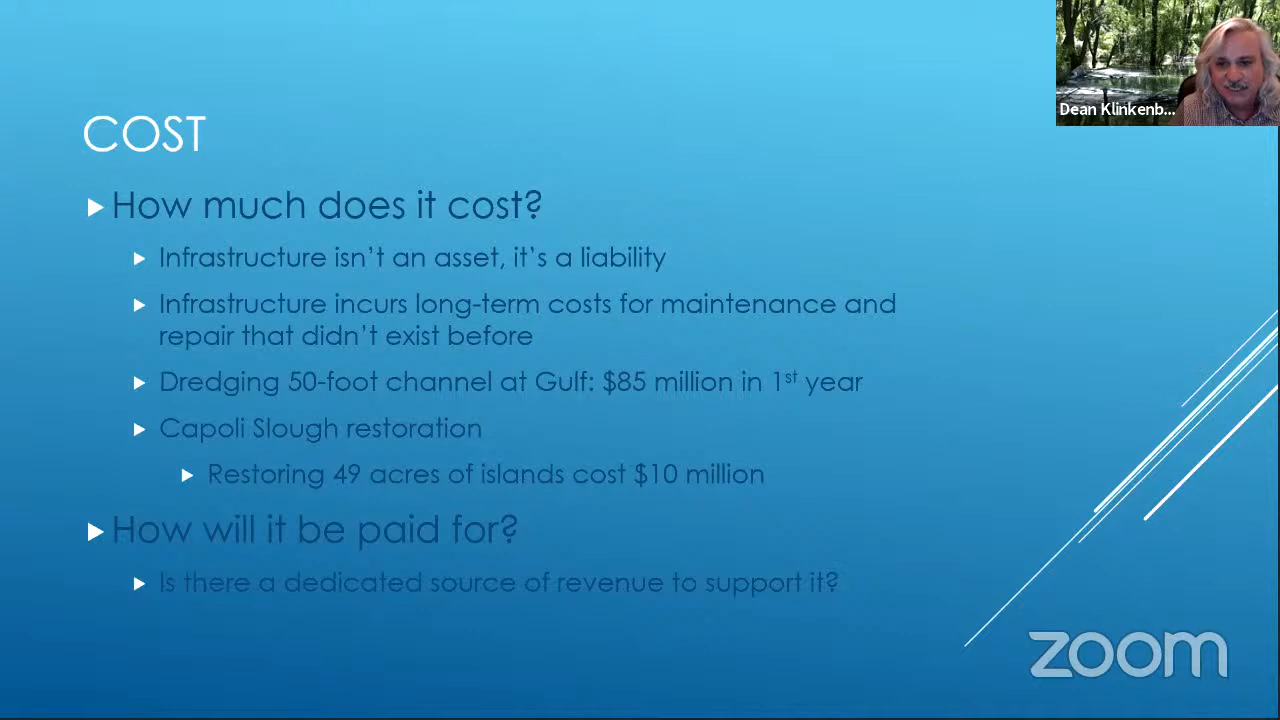 Dean Klinkenb...
COST
How much does it cost?
Infrastructure isn't an asset, it's a liability
Infrastructure incurs long-term costs for maintenance and
repair that didn't exist before
Dredging 50-foot channel at Gulf: $85 million in 1st year
Capoli Slough restoration
Restoring 49 acres of islands cost $10 million
How will it be paid for?
Is there a dedicated source of revenue to support it?
zoom